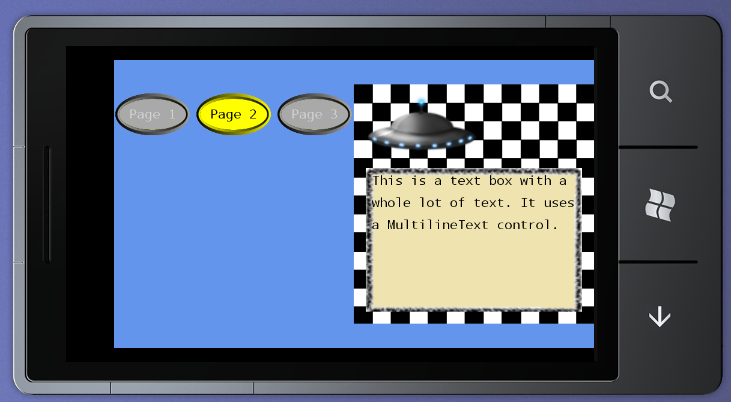 Page 1 Page 2 Page 3
This is a text box with a
whole lot of text. It uses
a MultilineText control.